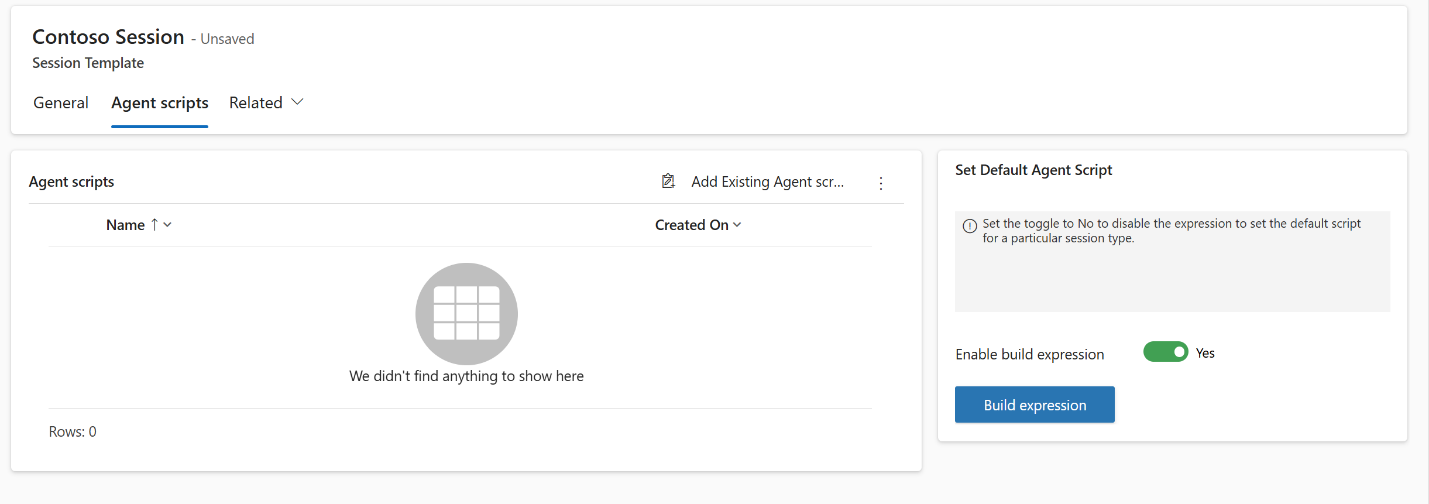 Contoso Session - Unsaved
Session Template
General Agent scripts Related
Agent scripts
Add Existing Agent scr...
Name Created On
We didn't find anything to show here
Rows: 0
Set Default Agent Script
Set the toggle to No to disable the expression to set the default script
for a particular session type.
Enable build expression Yes
Build expression